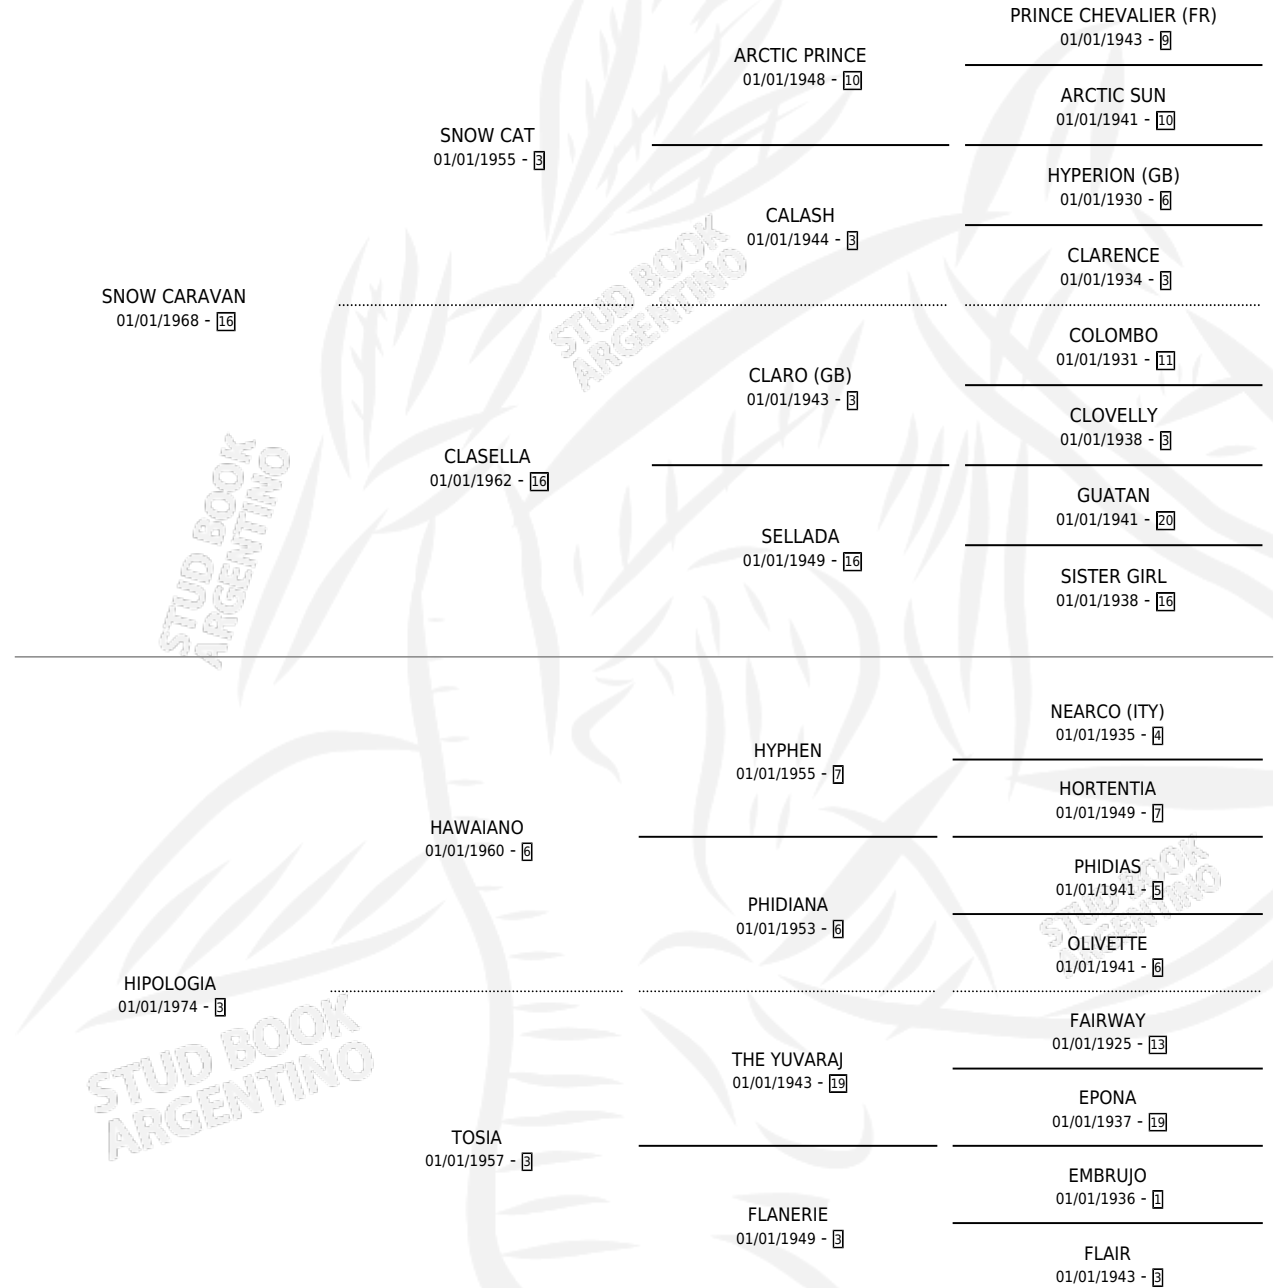 PRINCE CHEVALIER (FR)
01/01/1943 - 9
ARCTIC PRINCE
01/01/1948 - 10
ARCTIC SUN
01/01/1941 - 10
SNOW CAT
01/01/1955 - 3
HYPERION (GB)
01/01/1930 - 6
CALASH
01/01/1944 - 3
CLARENCE
01/01/1934 - 3
SNOW CARAVAN
01/01/1968 - 16
COLOMBO
01/01/1931 - 11
CLARO (GB)
01/01/1943 - 3
CLOVELLY
01/01/1938 - 3
CLASELLA
01/01/1962 - 16
GUATAN
01/01/1941 - 20
SELLADA
01/01/1949 - 16
SISTER GIRL
01/01/1938 - 16
NEARCO (ITY)
01/01/1935 - 4
HYPHEN
01/01/1955 - 7
HORTENTIA
01/01/1949 - 7
HAWAIANO
01/01/1960 - 6
PHIDIAS
01/01/1941 - 5
PHIDIANA
01/01/1953 - 6
OLIVETTE
01/01/1941 - 6
HIPOLOGIA
01/01/1974 - 3
FAIRWAY
01/01/1925 - 13
THE YUVARAJ
01/01/1943 - 19
EPONA
01/01/1937 - 19
TOSIA
01/01/1957 - 3
EMBRUJO
01/01/1936 - 1
FLANERIE
01/01/1949 - 3
FLAIR
01/01/1943 - 3
STUD BOOK
ARGENTINO
STUD BOOK
ARGENTINO
STUD BOOK
ARGENTINO
STUD BOOK
ARGENTINO